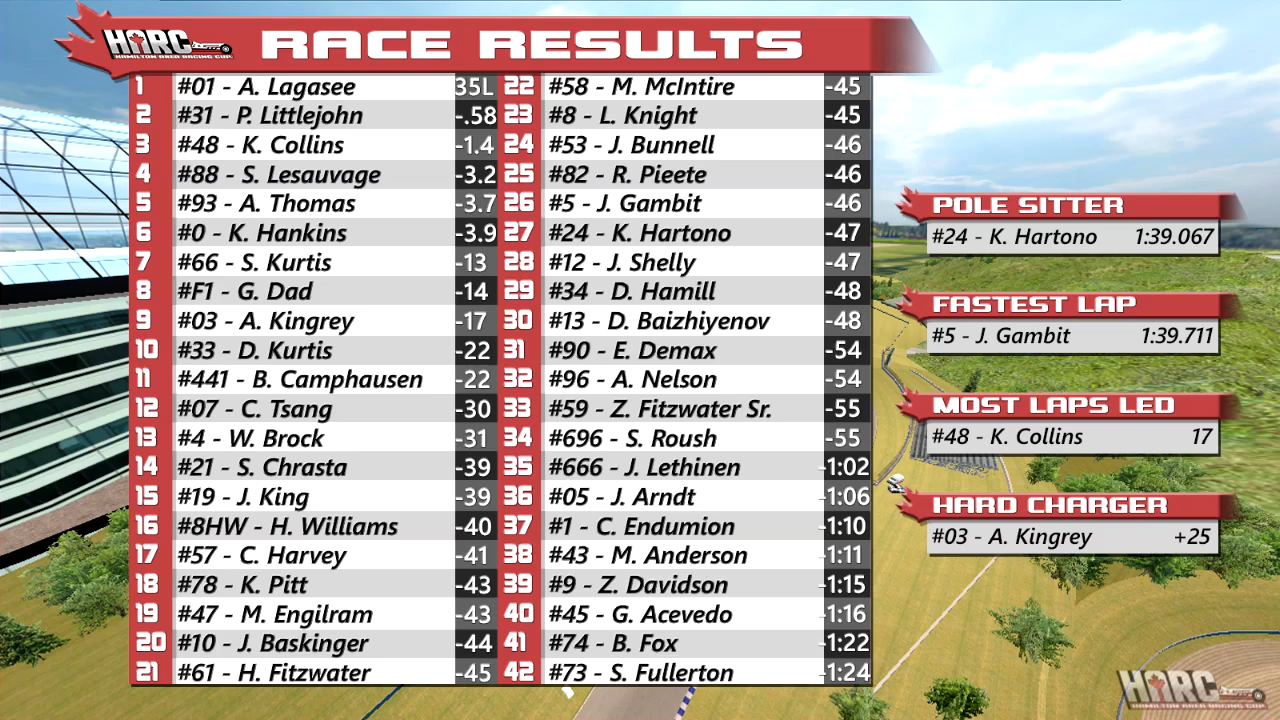 HARC
HAMILTON AREA RACING CUP
RACE RESULTS
1 #01 - A. Lagasee 35L
2 #31 - P. Littlejohn -.58
3 #48 - K. Collins -1.4
4 #88 - S. Lesauvage -3.2
5 #93 - A. Thomas -3.7
6 #0 - K. Hankins -3.9
7 #66 - S. Kurtis -13
8 #F1 - G. Dad -14
9 #03 - A. Kingrey -17
10 #33 - D. Kurtis -22
11 #441 - B. Camphausen -22
12 #07 - C. Tsang -30
13 #4 - W. Brock -31
14 #21 - S. Chrasta -39
15 #19 - J. King -39
16 #8HW - H. Williams -40
17 #57 - C. Harvey -41
18 #78 - K. Pitt -43
19 #47 - M. Engilram -43
20 #10 - J. Baskinger -44
21 #61 - H. Fitzwater -45
22 #58 - M. McIntire -45
23 #8 - L. Knight -45
24 #53 - J. Bunnell -46
25 #82 - R. Pieete -46
26 #5 - J. Gambit -46
27 #24 - K. Hartono -47
28 #12 - J. Shelly -47
29 #34 - D. Hamill -48
30 #13 - D. Baizhiyenov -48
31 #90 - E. Demax -54
32 #96 - A. Nelson -54
33 #59 - Z. Fitzwater Sr. -55
34 #696 - S. Roush -55
35 #666 - J. Lethinen -1:02
36 #05 - J. Arndt -1:06
37 #1 - C. Endumion -1:10
38 #43 - M. Anderson -1:11
39 #9 - Z. Davidson -1:15
40 #45 - G. Acevedo -1:16
41 #74 - B. Fox -1:22
42 #73 - S. Fullerton -1:24
POLE SITTER
#24 - K. Hartono 1:39.067
FASTEST LAP
#5 - J. Gambit 1:39.711
MOST LAPS LED
#48 - K. Collins 17
HARD CHARGER
#03 - A. Kingrey +25
HARC
HAMILTON AREA RACING CUP